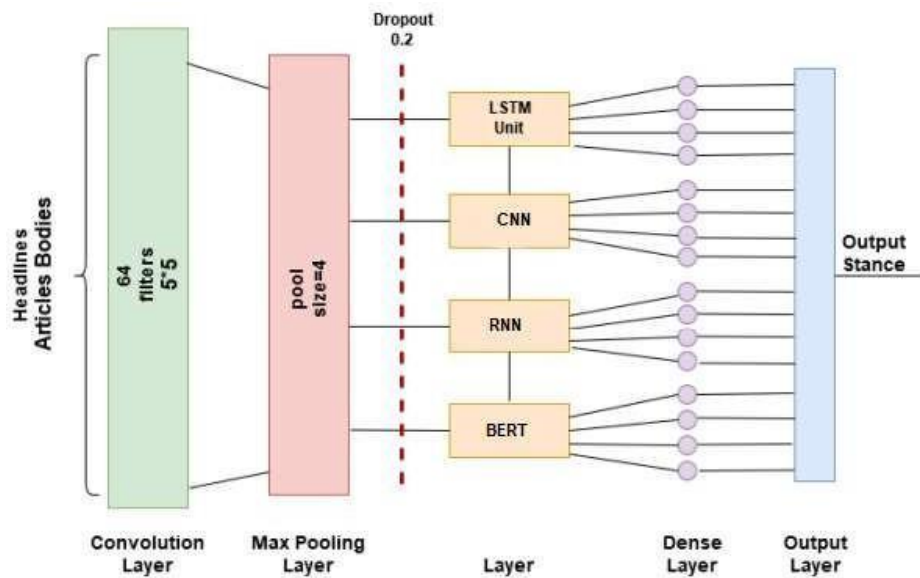 Dropout
0.2
Headlines
Articles Bodies
64
filters
5*5
pool
size=4
LSTM
Unit
CNN
RNN
BERT
Output
Stance
Convolution
Layer
Max Pooling
Layer
Layer
Dense
Layer
Output
Layer